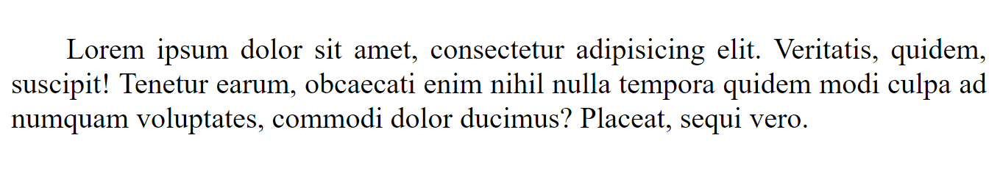 Lorem ipsum dolor sit amet, consectetur adipisicing elit. Veritatis, quidem,
suscipit! Tenetur earum, obcaecati enim nihil nulla tempora quidem modi culpa ad
numquam voluptates, commodi dolor ducimus? Placeat, sequi vero.